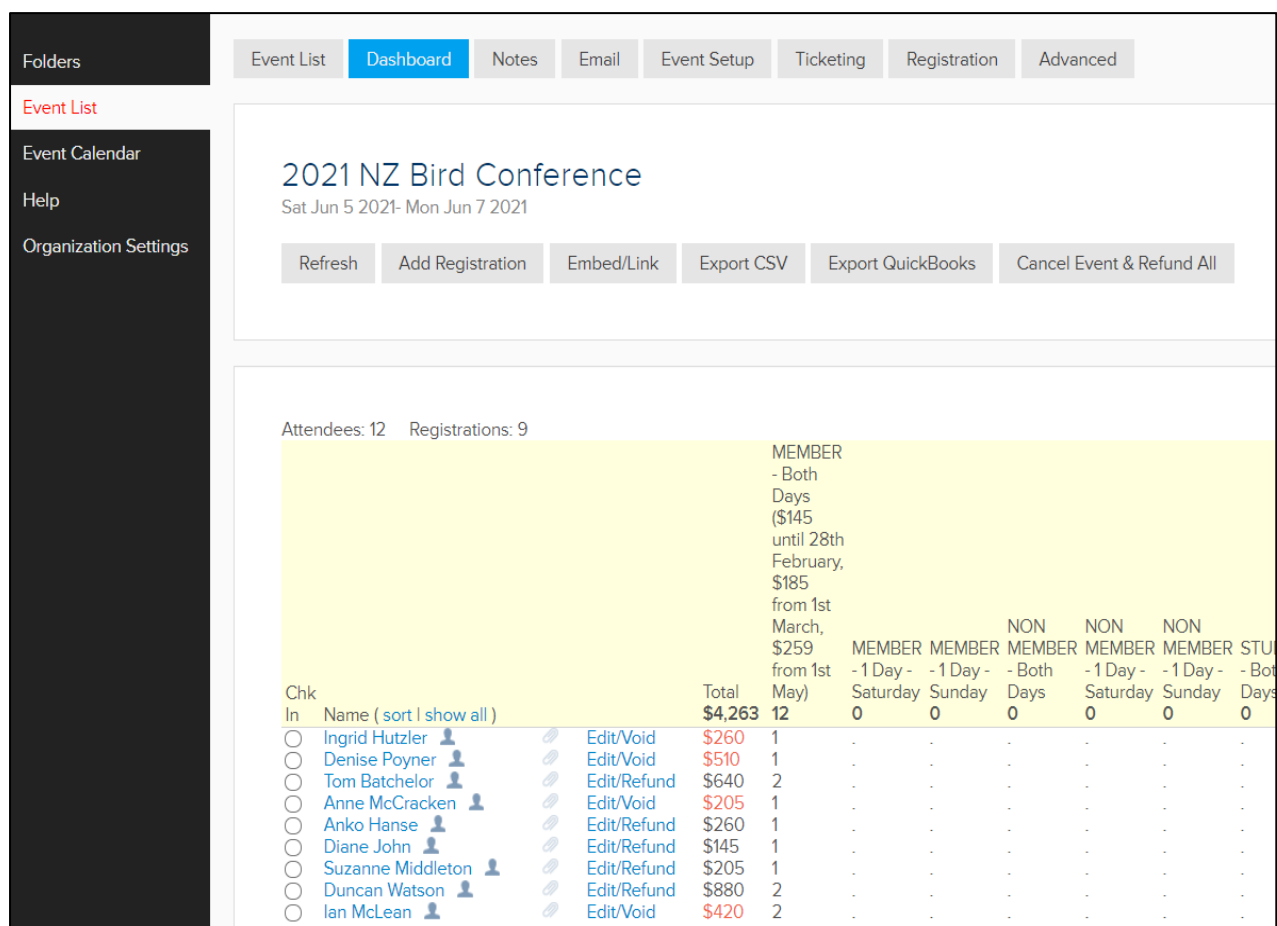 Folders
Event List
Event Calendar
Help
Organization Settings
Event List Dashboard Notes Email Event Setup Ticketing Registration Advanced
2021 NZ Bird Conference
Sat Jun 5 2021- Mon Jun 7 2021
Refresh Add Registration Embed/Link Export CSV Export QuickBooks Cancel Event & Refund All
Attendees: 12 Registrations: 9
MEMBER
- Both
Days
($145
until 28th
February,
$185
from 1st
March, NON NON NON
$259 MEMBER MEMBER MEMBER MEMBER MEMBER STU
from 1st - 1 Day - - 1 Day - - Both - 1 Day - - 1 Day - - Bot
Chk Total May) Saturday Sunday Days Saturday Sunday Days
In Name ( sort | show all ) $4,263 12 0 0 0 0 0 0
Ingrid Hutzler Edit/Void $260 1 . . . . . .
Denise Poyner Edit/Void $510 1 . . . . . .
Tom Batchelor Edit/Refund $640 2 . . . . . .
Anne McCracken Edit/Void $205 1 . . . . . .
Anko Hanse Edit/Refund $260 1 . . . . . .
Diane John Edit/Refund $145 1 . . . . . .
Suzanne Middleton Edit/Refund $205 1 . . . . . .
Duncan Watson Edit/Refund $880 2 . . . . . .
Ian McLean Edit/Void $420 2 . . . . . .